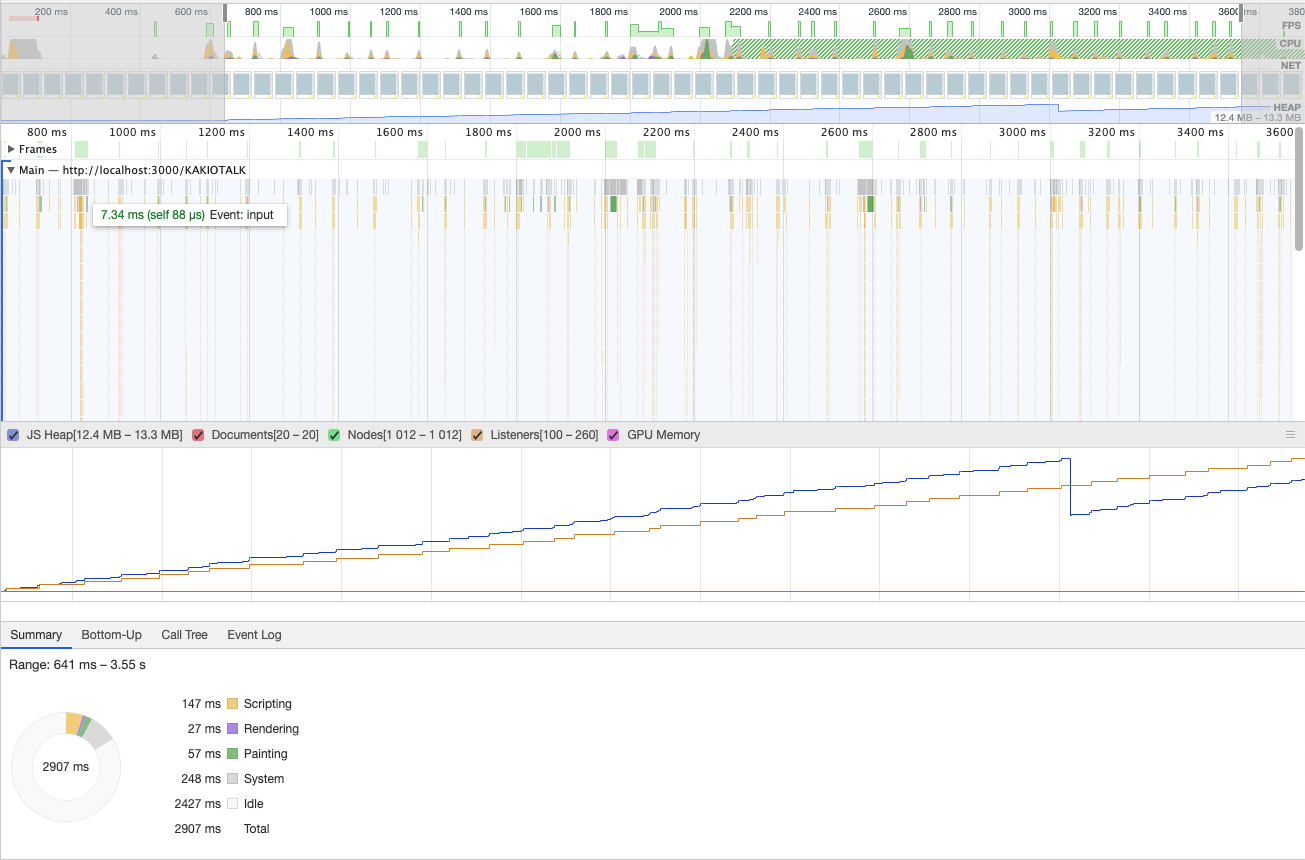 200 ms 400 ms 600 ms 800 ms 1000 ms 1200 ms 1400 ms 1600 ms 1800 ms 2000 ms 2200 ms 2400 ms 2600 ms 2800 ms 3000 ms 3200 ms 3400 ms 3600 ms 380
FPS
CPU
NET
HEAP
12.4 MB – 13.3 MB
800 ms 1000 ms 1200 ms 1400 ms 1600 ms 1800 ms 2000 ms 2200 ms 2400 ms 2600 ms 2800 ms 3000 ms 3200 ms 3400 ms 3600
Frames
Main — http://localhost:3000/KAKIOTALK
7.34 ms (self 88 µs) Event: input
JS Heap[12.4 MB – 13.3 MB] Documents[20 – 20] Nodes[1 012 – 1 012] Listeners[100 – 260] GPU Memory
Summary Bottom-Up Call Tree Event Log
Range: 641 ms – 3.55 s
147 ms Scripting
27 ms Rendering
57 ms Painting
2907 ms
248 ms System
2427 ms Idle
2907 ms Total